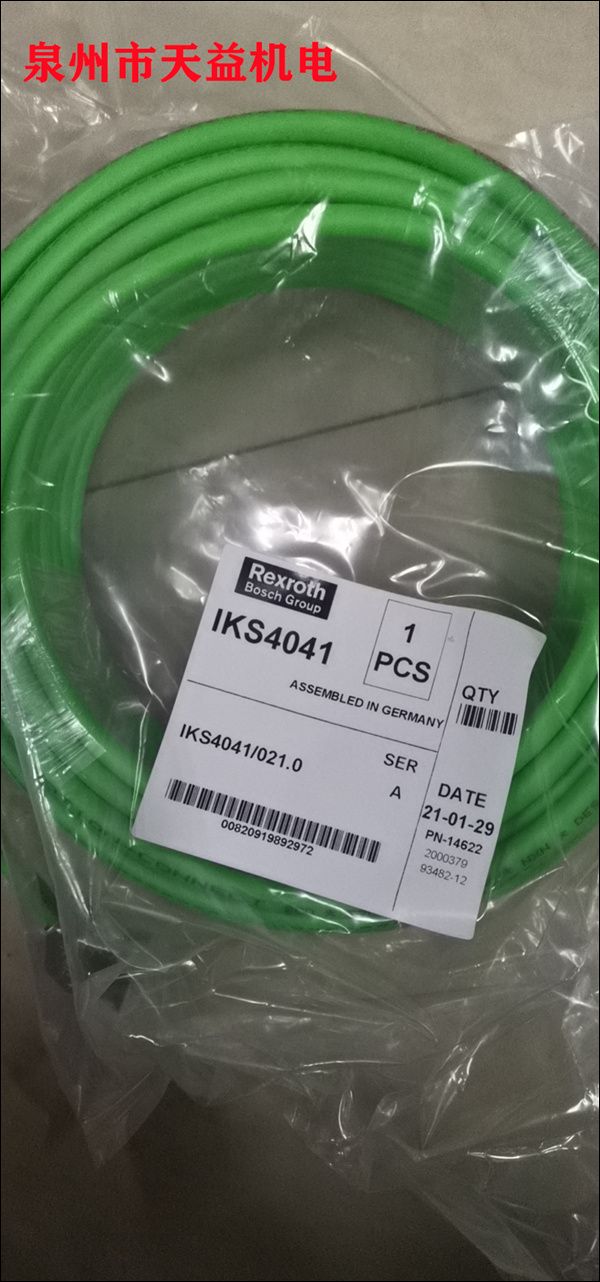 泉州市天益机电
Rexroth
Bosch Group
IKS4041
1
PCS
ASSEMBLED IN GERMANY
QTY
IKS4041/021.0
SER
A
00820919892972
DATE
21-01-29
PN-14622
2000379
93482-12